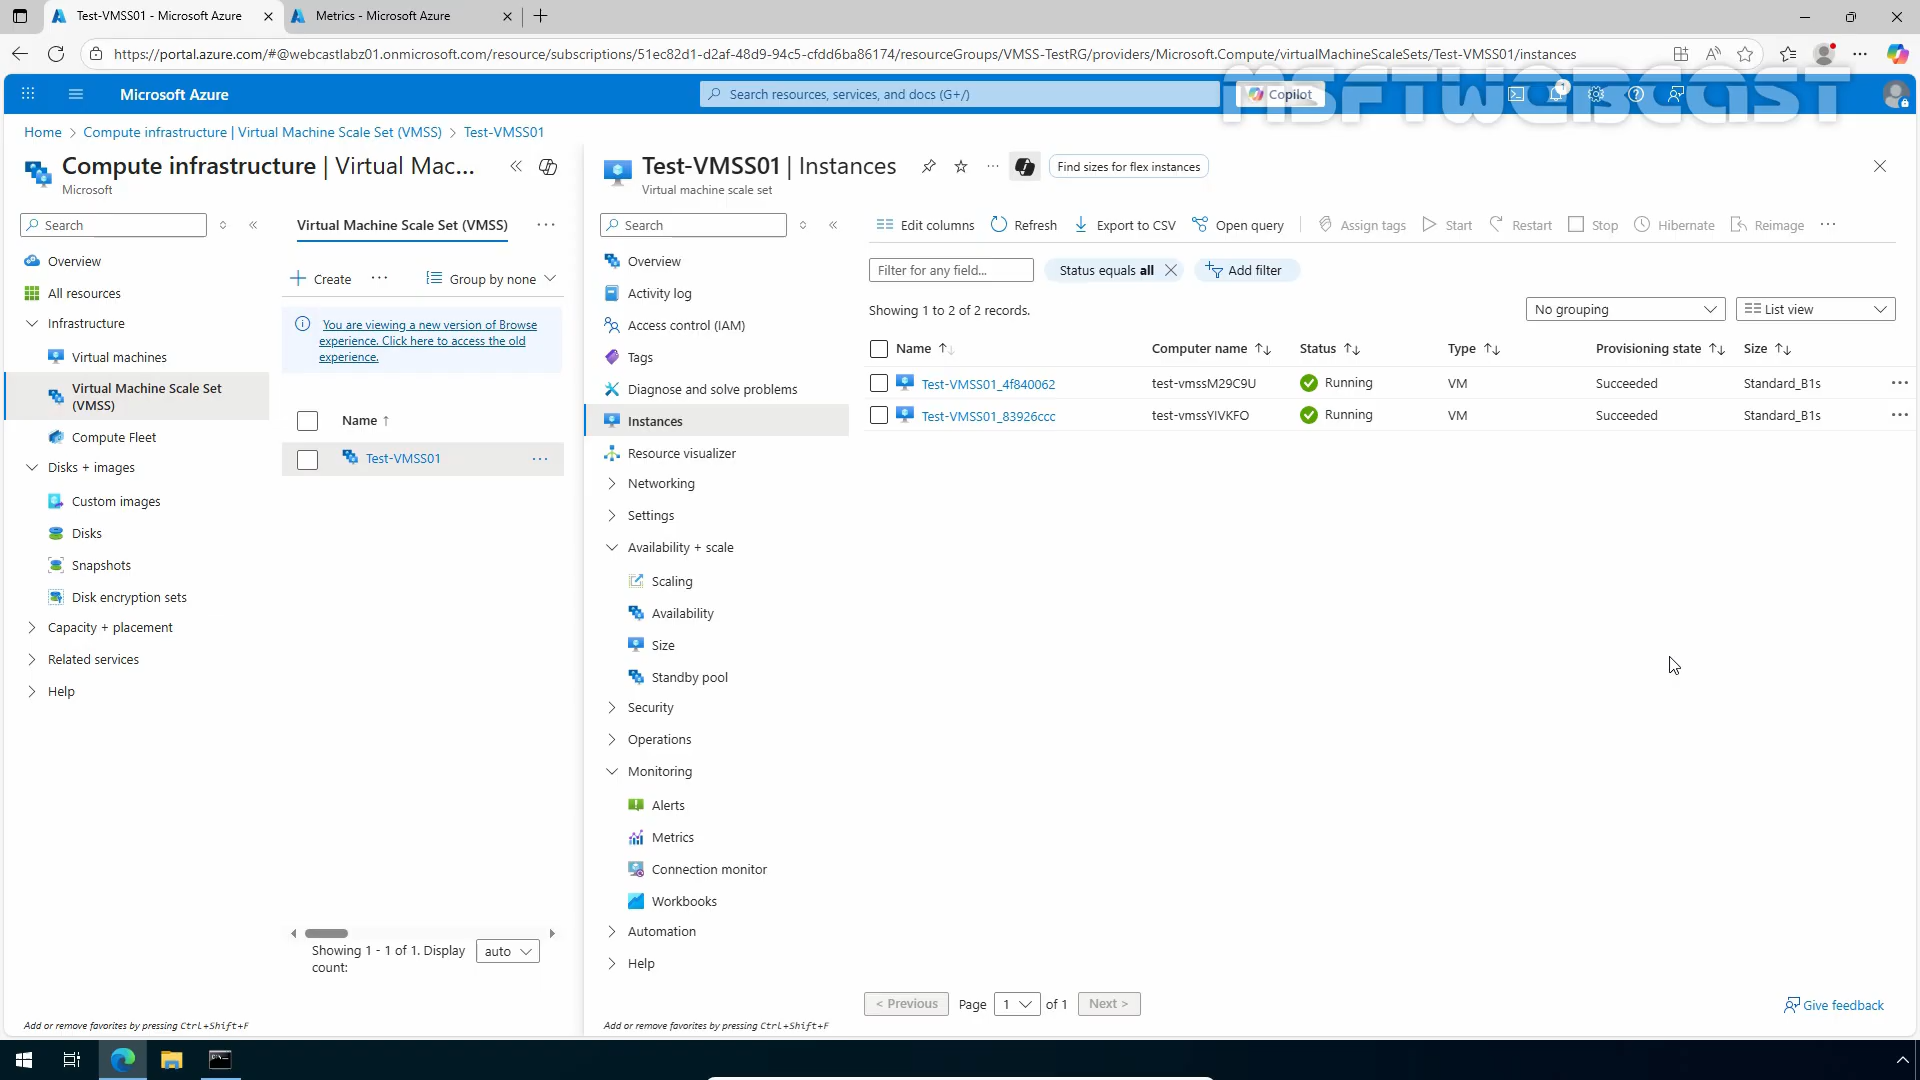 Test-VMSS01 - Microsoft Azure
Metrics - Microsoft Azure
https://portal.azure.com/#@webcastlabz01.onmicrosoft.com/resource/subscriptions/51ec82d1-d2af-48d9-94c5-cfdd6ba86174/resourceGroups/VMSS-TestRG/providers/Microsoft.Compute/virtualMachineScaleSets/Test-VMSS01/instances
MSFTWEBCAST
Microsoft Azure
Search resources, services, and docs (G+/)
Copilot
1
Home > Compute infrastructure | Virtual Machine Scale Set (VMSS) > Test-VMSS01
Compute infrastructure | Virtual Mac...
Microsoft
Search
Overview
All resources
Infrastructure
Virtual machines
Virtual Machine Scale Set
(VMSS)
Compute Fleet
Disks + images
Custom images
Disks
Snapshots
Disk encryption sets
Capacity + placement
Related services
Help
Add or remove favorites by pressing Ctrl+Shift+F
Virtual Machine Scale Set (VMSS)
Create
Group by none
You are viewing a new version of Browse
experience. Click here to access the old
experience.
Name ↑
Test-VMSS01
Showing 1 - 1 of 1. Display
count:
auto
Test-VMSS01 | Instances
Virtual machine scale set
Find sizes for flex instances
Search
Overview
Activity log
Access control (IAM)
Tags
Diagnose and solve problems
Instances
Resource visualizer
Networking
Settings
Availability + scale
Scaling
Availability
Size
Standby pool
Security
Operations
Monitoring
Alerts
Metrics
Connection monitor
Workbooks
Automation
Help
Add or remove favorites by pressing Ctrl+Shift+F
Edit columns
Refresh
Export to CSV
Open query
Assign tags
Start
Restart
Stop
Hibernate
Reimage
Filter for any field...
Status equals all
Add filter
Showing 1 to 2 of 2 records.
No grouping
List view
Name Computer name Status Type Provisioning state Size
Test-VMSS01_4f840062 test-vmssM29C9U Running VM Succeeded Standard_B1s
Test-VMSS01_83926ccc test-vmssYIVKFO Running VM Succeeded Standard_B1s
< Previous Page 1 of 1 Next >
Give feedback